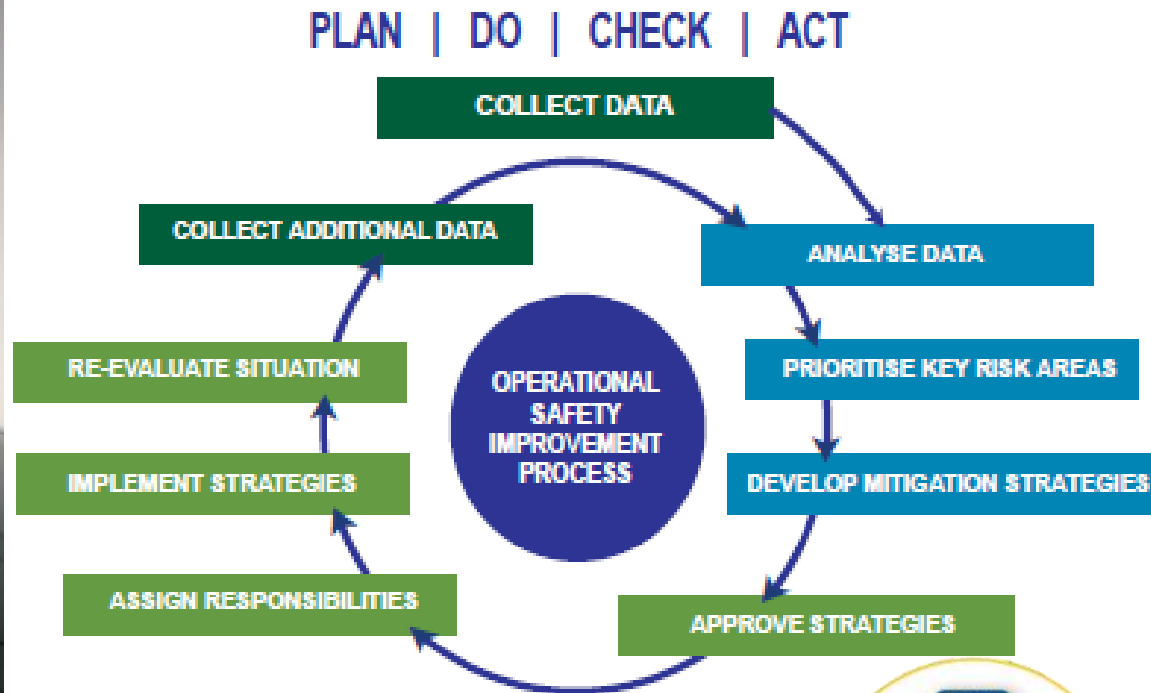 PLAN | DO | CHECK | ACT
COLLECT DATA
COLLECT ADDITIONAL DATA
ANALYSE DATA
RE-EVALUATE SITUATION
PRIORITISE KEY RISK AREAS
OPERATIONAL
SAFETY
IMPROVEMENT
PROCESS
IMPLEMENT STRATEGIES
DEVELOP MITIGATION STRATEGIES
ASSIGN RESPONSIBILITIES
APPROVE STRATEGIES